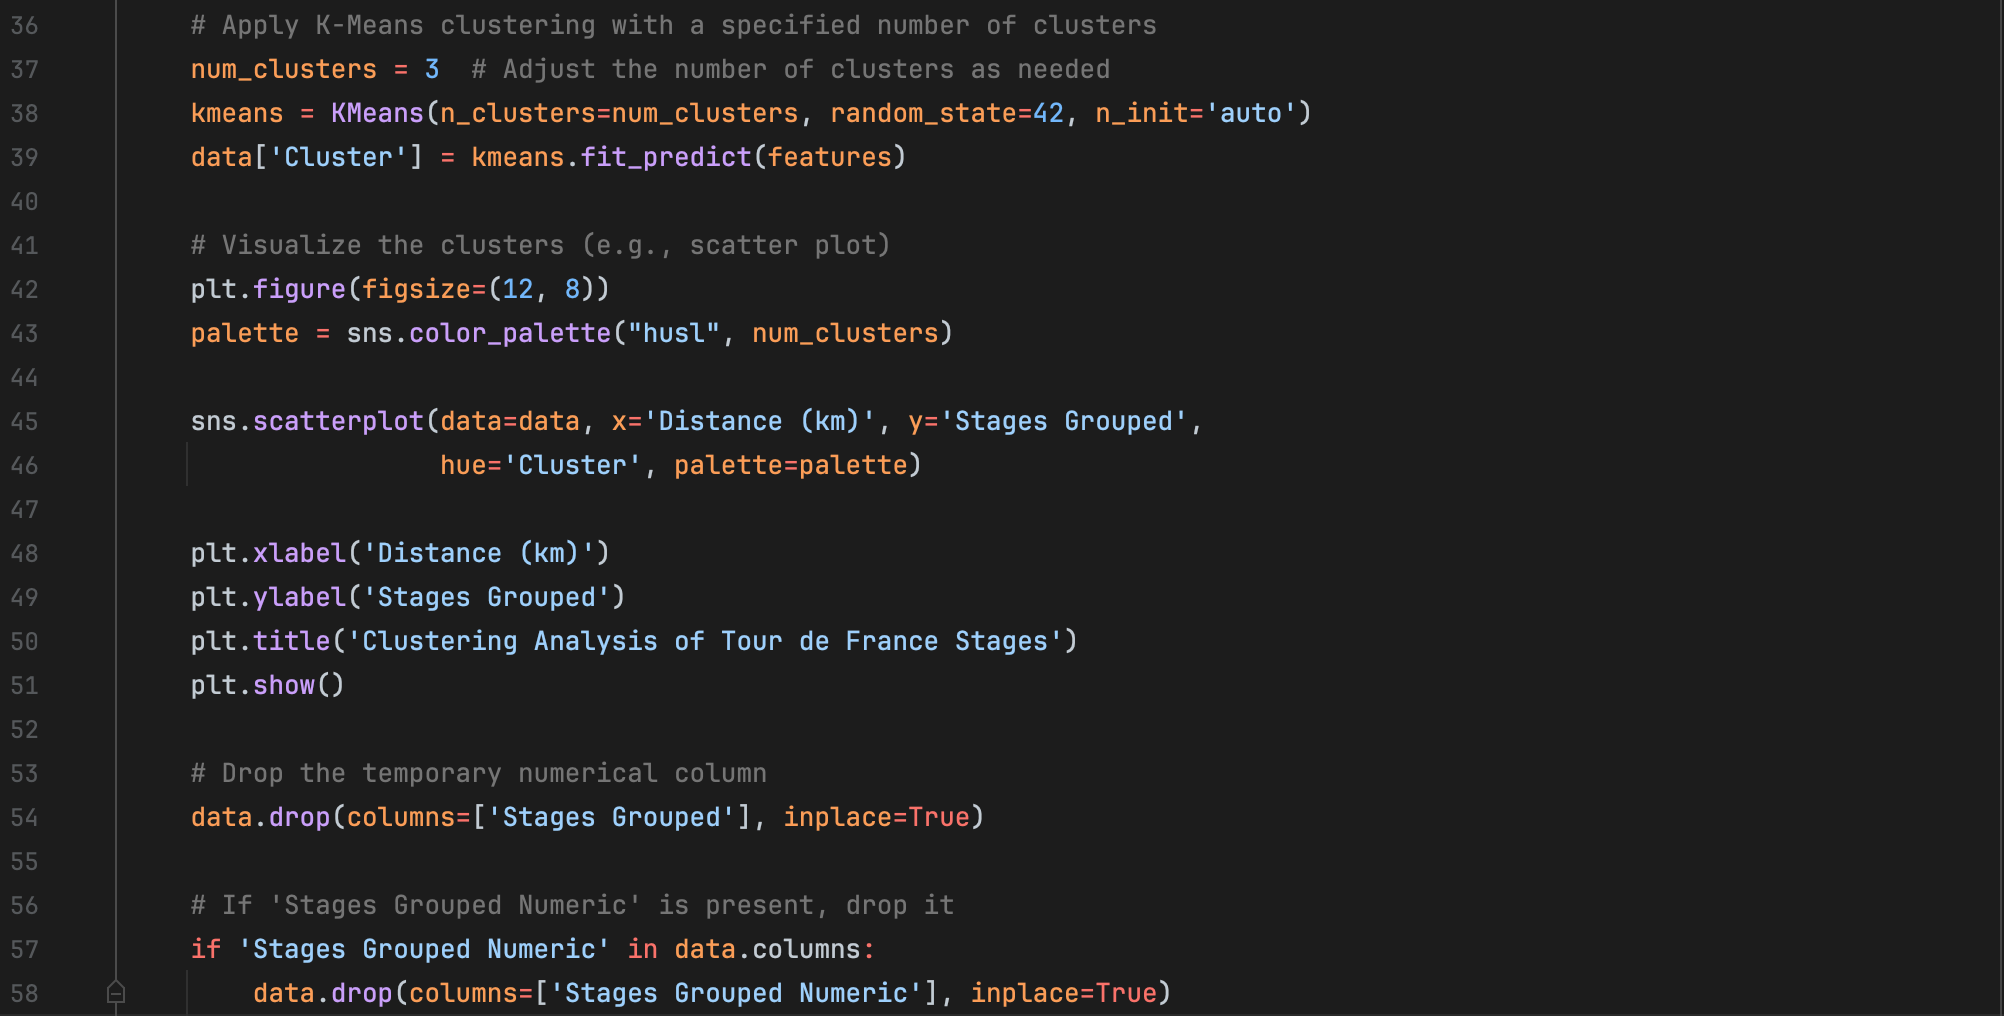 36 # Apply K-Means clustering with a specified number of clusters
37 num_clusters = 3  # Adjust the number of clusters as needed
38 kmeans = KMeans(n_clusters=num_clusters, random_state=42, n_init='auto')
39 data['Cluster'] = kmeans.fit_predict(features)
40
41 # Visualize the clusters (e.g., scatter plot)
42 plt.figure(figsize=(12, 8))
43 palette = sns.color_palette("husl", num_clusters)
44
45 sns.scatterplot(data=data, x='Distance (km)', y='Stages Grouped',
46                 hue='Cluster', palette=palette)
47
48 plt.xlabel('Distance (km)')
49 plt.ylabel('Stages Grouped')
50 plt.title('Clustering Analysis of Tour de France Stages')
51 plt.show()
52
53 # Drop the temporary numerical column
54 data.drop(columns=['Stages Grouped'], inplace=True)
55
56 # If 'Stages Grouped Numeric' is present, drop it
57 if 'Stages Grouped Numeric' in data.columns:
58     data.drop(columns=['Stages Grouped Numeric'], inplace=True)